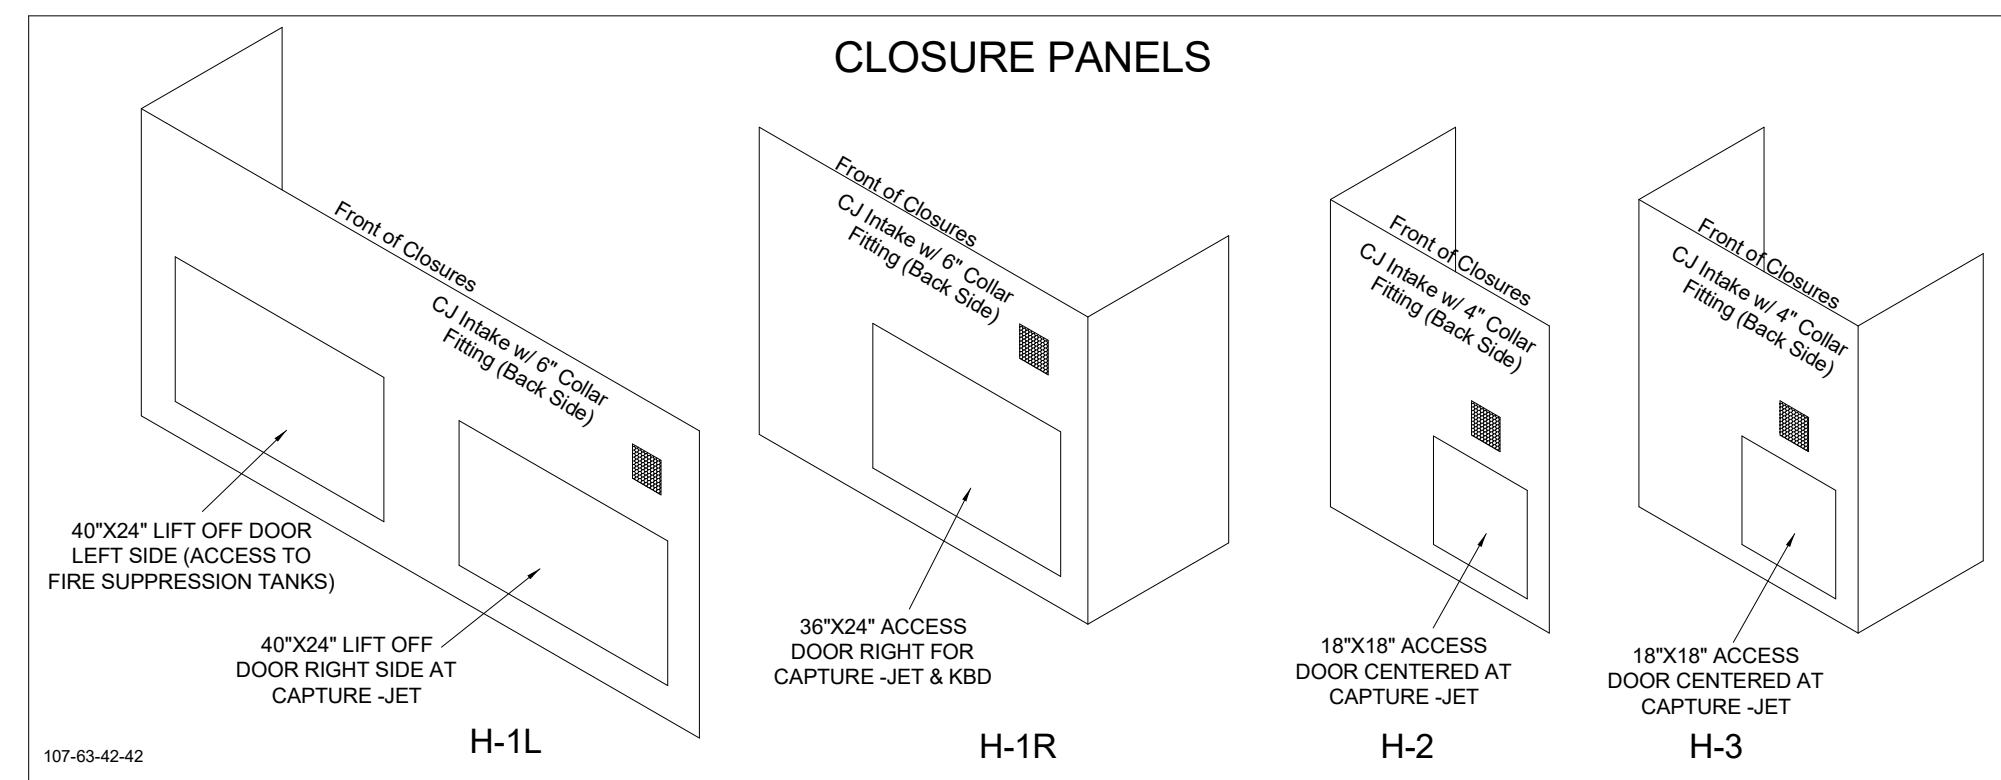 CLOSURE PANELS
Front of Closures
CJ Intake w/ 6" Collar
Fitting (Back Side)
40"X24" LIFT OFF DOOR
LEFT SIDE (ACCESS TO
FIRE SUPPRESSION TANKS)
40"X24" LIFT OFF
DOOR RIGHT SIDE AT
CAPTURE -JET
H-1L
Front of Closures
CJ Intake w/ 6" Collar
Fitting (Back Side)
36"X24" ACCESS
DOOR RIGHT FOR
CAPTURE -JET & KBD
H-1R
Front of Closures
CJ Intake w/ 4" Collar
Fitting (Back Side)
18"X18" ACCESS
DOOR CENTERED AT
CAPTURE -JET
H-2
Front of Closures
CJ Intake w/ 4" Collar
Fitting (Back Side)
18"X18" ACCESS
DOOR CENTERED AT
CAPTURE -JET
H-3
107-63-42-42